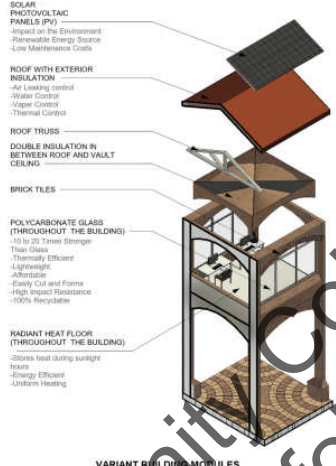 SOLAR
PHOTOVOLTAIC
PANELS (PV)
-Impact on the Environment
-Renewable Energy Source
-Low Maintenance Costs
ROOF WITH EXTERIOR
INSULATION
-Air Leaking control
-Water Control
-Vaper Control
-Thermal Control
ROOF TRUSS
DOUBLE INSULATION IN
BETWEEN ROOF AND VAULT
CEILING
BRICK TILES
POLYCARBONATE GLASS
(THROUGHOUT THE BUILDING)
-10 to 20 Times Stronger
Than Glass
-Thermally Efficient
-Lightweight
-Affordable
-Easily Cut and Forms
-High Impact Resistance
-100% Recyclable
RADIANT HEAT FLOOR
(THROUGHOUT THE BUILDING)
-Stores heat during sunlight
hours
-Energy Efficient
-Uniform Heating
VARIANT BUILDING MODULES